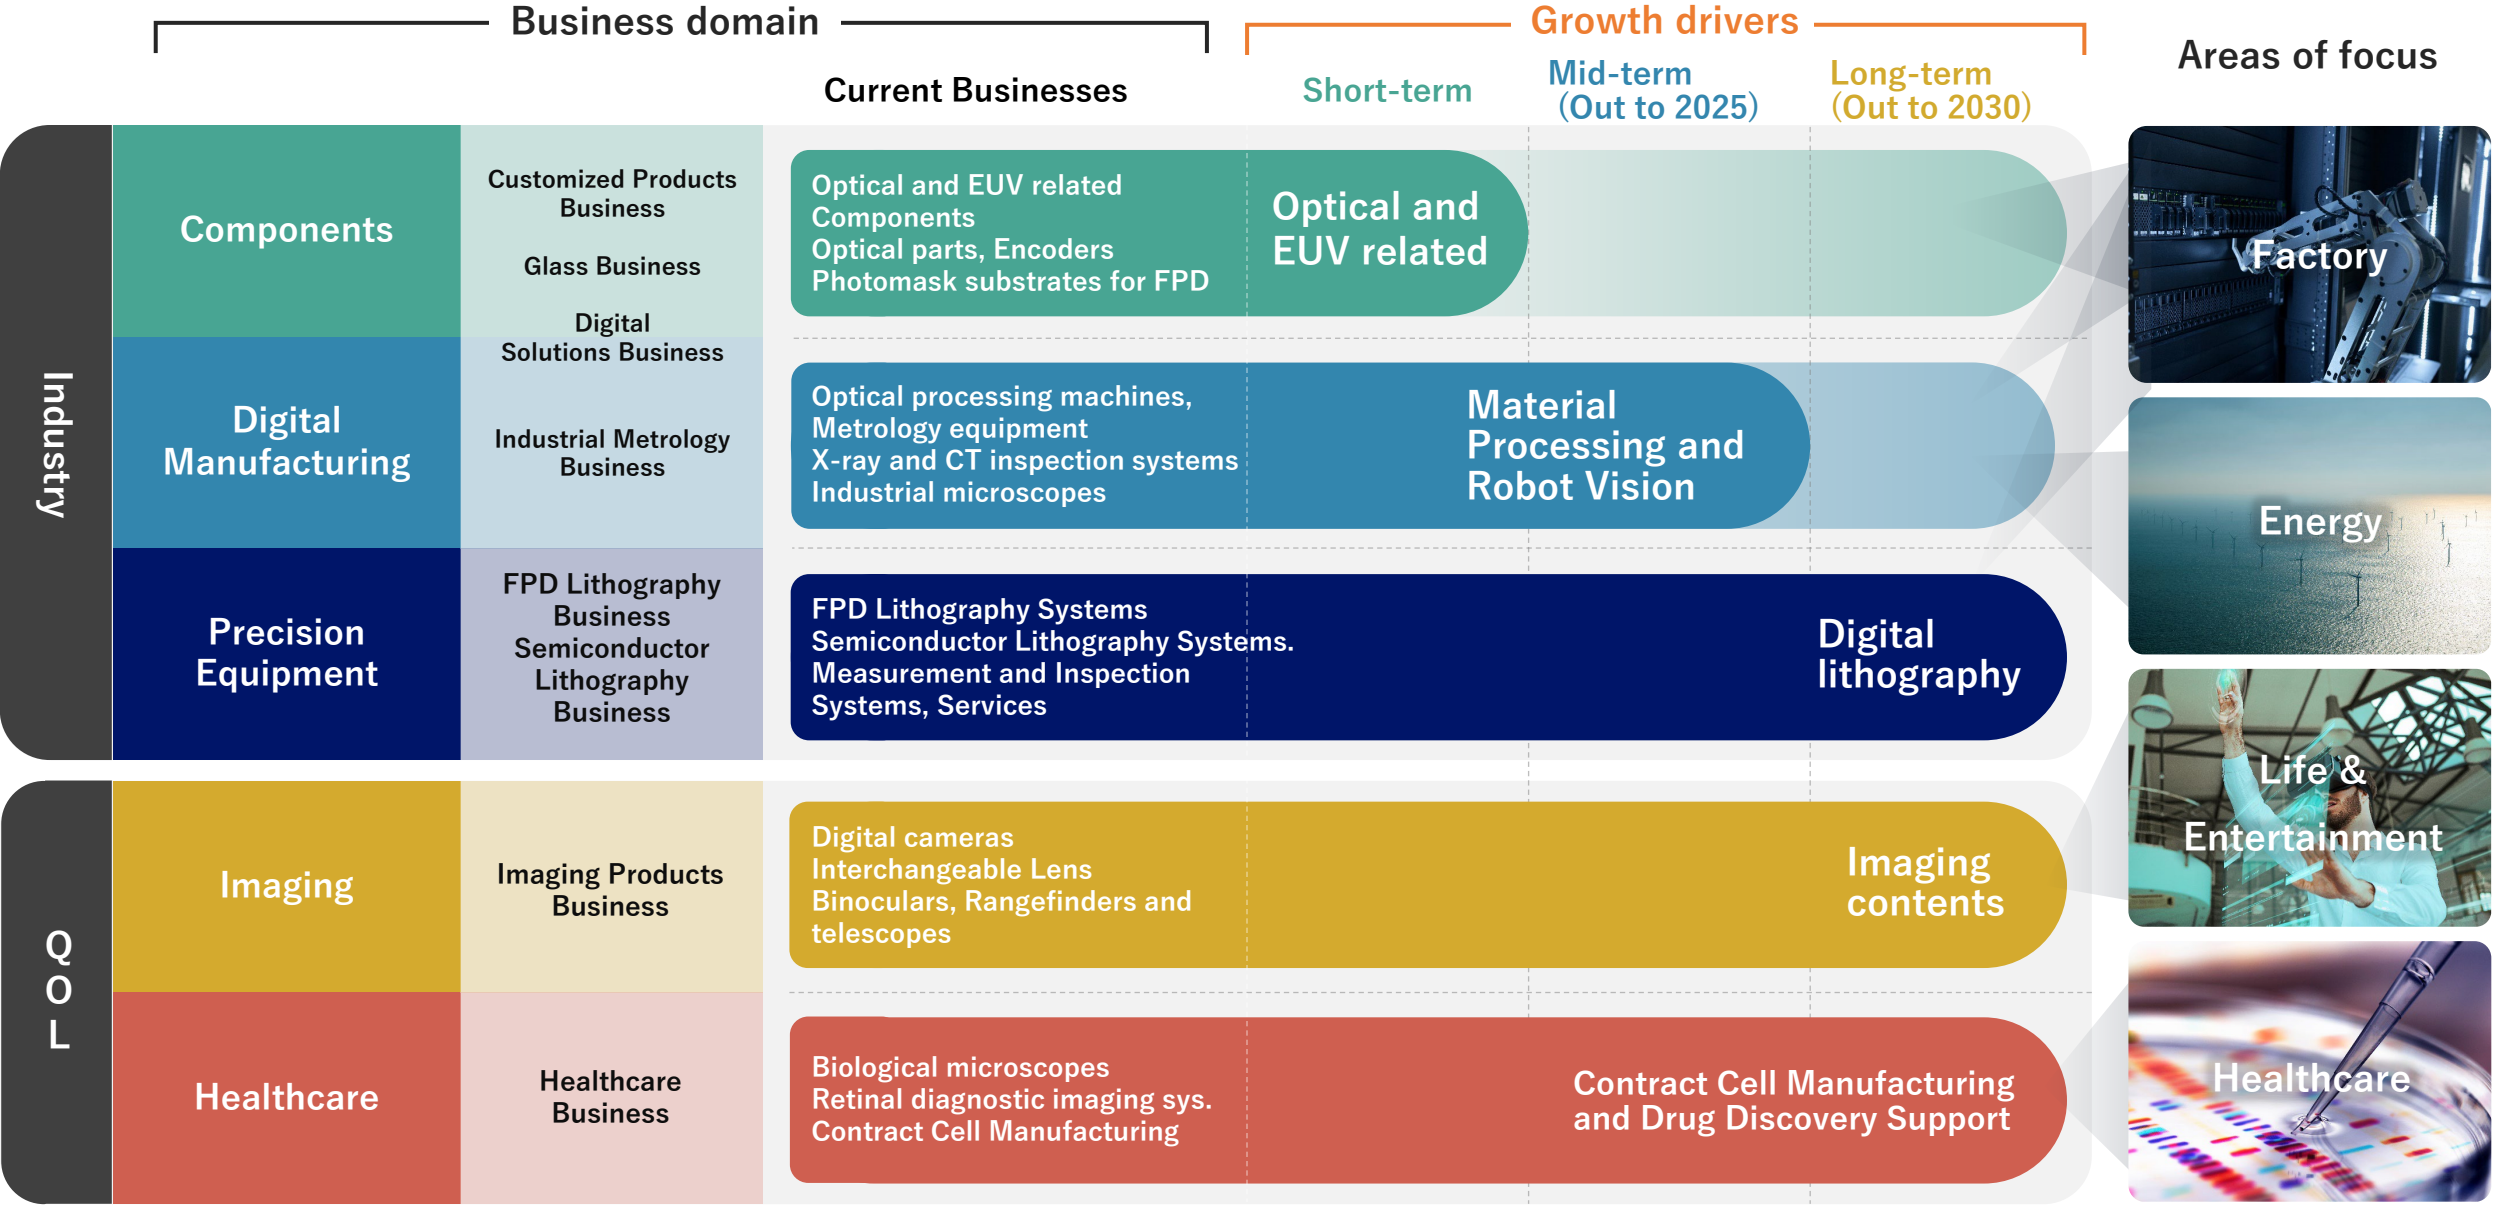 Business domain
Growth drivers
Areas of focus
Current Businesses
Short-term
Mid-term
(Out to 2025)
Long-term
(Out to 2030)
Industry
Components
Customized Products
Business
Glass Business
Digital
Solutions Business
Optical and EUV related
Components
Optical parts, Encoders
Photomask substrates for FPD
Optical and
EUV related
Digital
Manufacturing
Industrial Metrology
Business
Optical processing machines,
Metrology equipment
X-ray and CT inspection systems
Industrial microscopes
Material
Processing and
Robot Vision
Precision
Equipment
FPD Lithography
Business
Semiconductor
Lithography
Business
FPD Lithography Systems
Semiconductor Lithography Systems.
Measurement and Inspection
Systems, Services
Digital
lithography
QOL
Imaging
Imaging Products
Business
Digital cameras
Interchangeable Lens
Binoculars, Rangefinders and
telescopes
Imaging
contents
Healthcare
Healthcare
Business
Biological microscopes
Retinal diagnostic imaging sys.
Contract Cell Manufacturing
Contract Cell Manufacturing
and Drug Discovery Support
Factory
Energy
Life &
Entertainment
Healthcare